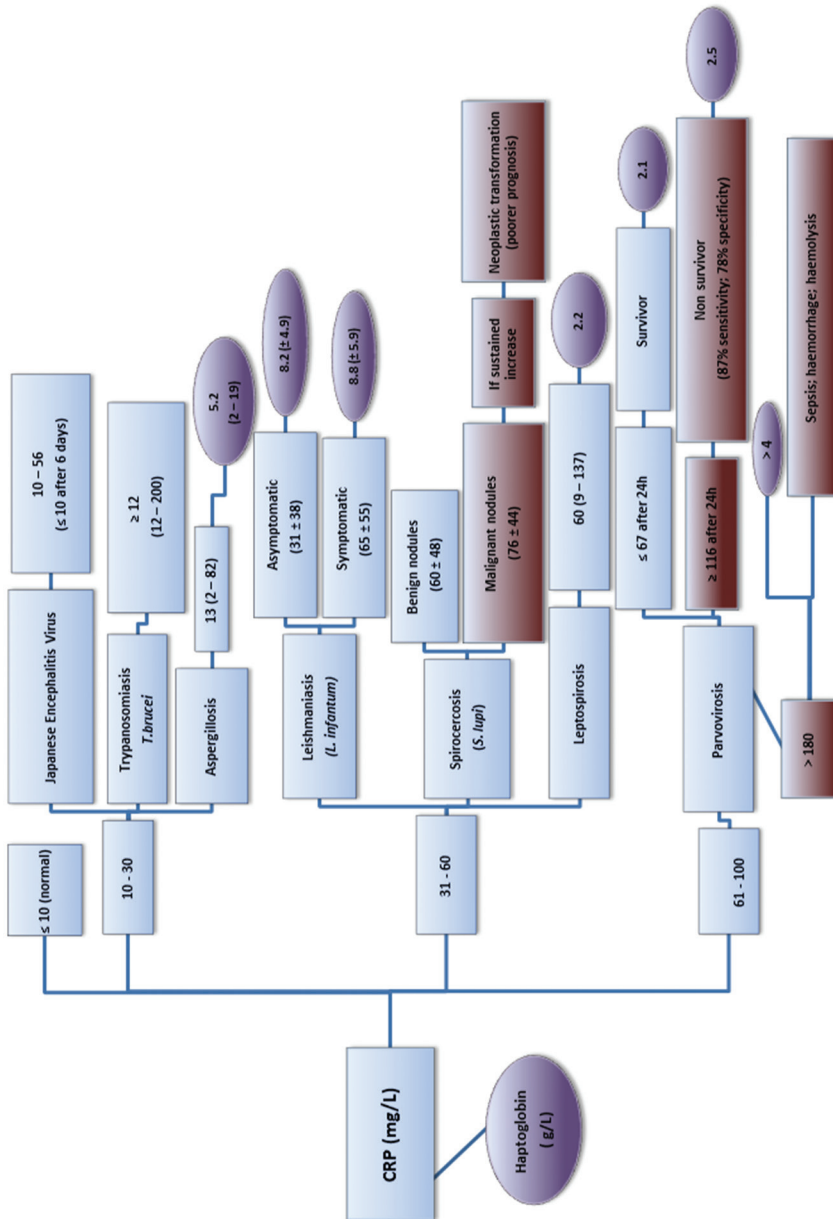 CRP (mg/L)
Haptoglobin
( g/L)
≤ 10 (normal)
10 - 30
Japanese Encephalitis Virus
10 – 56
(≤ 10 after 6 days)
Trypanosomiasis
T.brucei
≥ 12
(12 – 200)
Aspergillosis
13 (2 – 82)
5.2
(2 – 19)
31 - 60
Leishmaniasis
(L. infantum)
Asymptomatic
(31 ± 38)
8.2 (± 4.9)
Symptomatic
(65 ± 55)
8.8 (± 5.9)
Spirocercosis
(S. lupi)
Benign nodules
(60 ± 48)
Malignant nodules
(76 ± 44)
If sustained
increase
Neoplastic transformation
(poorer prognosis)
Leptospirosis
60 (9 – 137)
2.2
61 - 100
Parvovirosis
≤ 67 after 24h
Survivor
2.1
≥ 116 after 24h
Non survivor
(87% sensitivity; 78% specificity)
2.5
> 180
> 4
Sepsis; haemorrhage; haemolysis